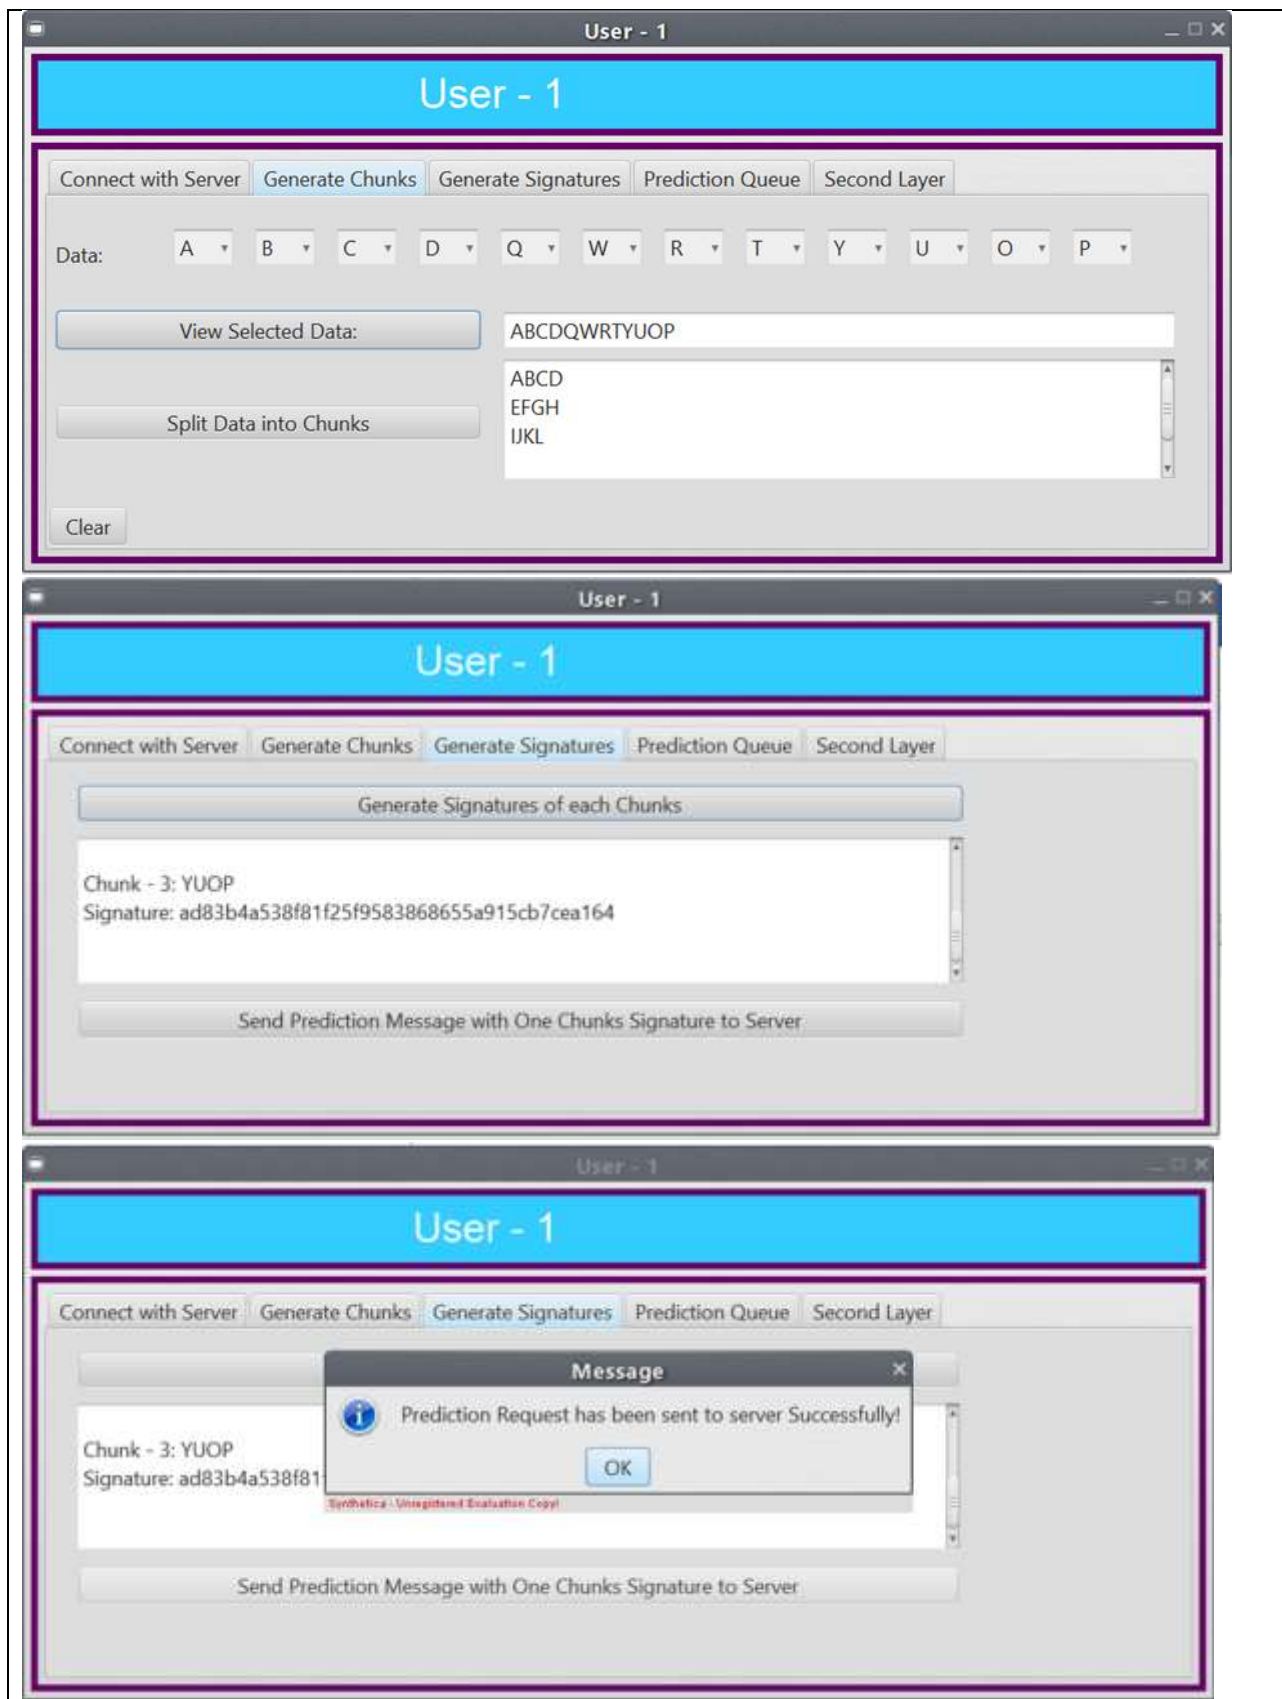 User - 1
User - 1
Connect with Server Generate Chunks Generate Signatures Prediction Queue Second Layer
Data: A B C D Q W R T Y U O P
View Selected Data: ABCDQWRTYUOP
ABCD
EFGH
Split Data into Chunks
IJKL
Clear
User - 1
User - 1
Connect with Server Generate Chunks Generate Signatures Prediction Queue Second Layer
Generate Signatures of each Chunks
Chunk - 3: YUOP
Signature: ad83b4a538f81f25f9583868655a915cb7cea164
Send Prediction Message with One Chunks Signature to Server
User - 1
User - 1
Connect with Server Generate Chunks Generate Signatures Prediction Queue Second Layer
Message
Prediction Request has been sent to server Successfully!
OK
Chunk - 3: YUOP
Signature: ad83b4a538f81
Synthetica - Unregistered Evaluation Copy!
Send Prediction Message with One Chunks Signature to Server